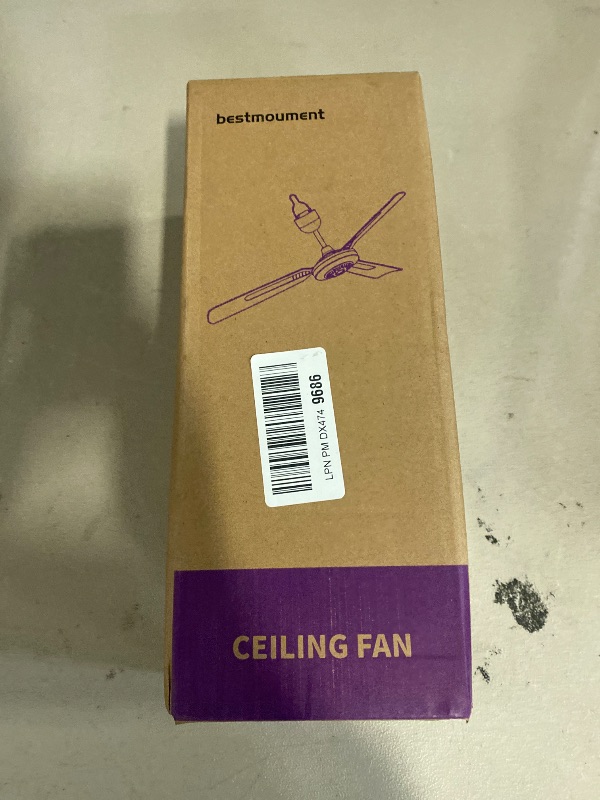 bestmoument
LPN PM DX474 9686
CEILING FAN